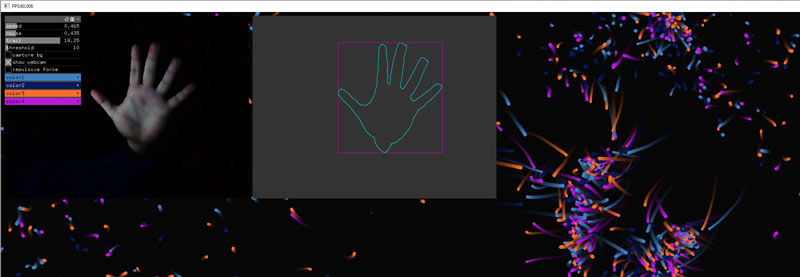 FPS:60.006
speed 0.465
noise 0.435
trail 18.25
threshold 10
capture bg
show webcam
repulsive force
color1
color2
color3
color4